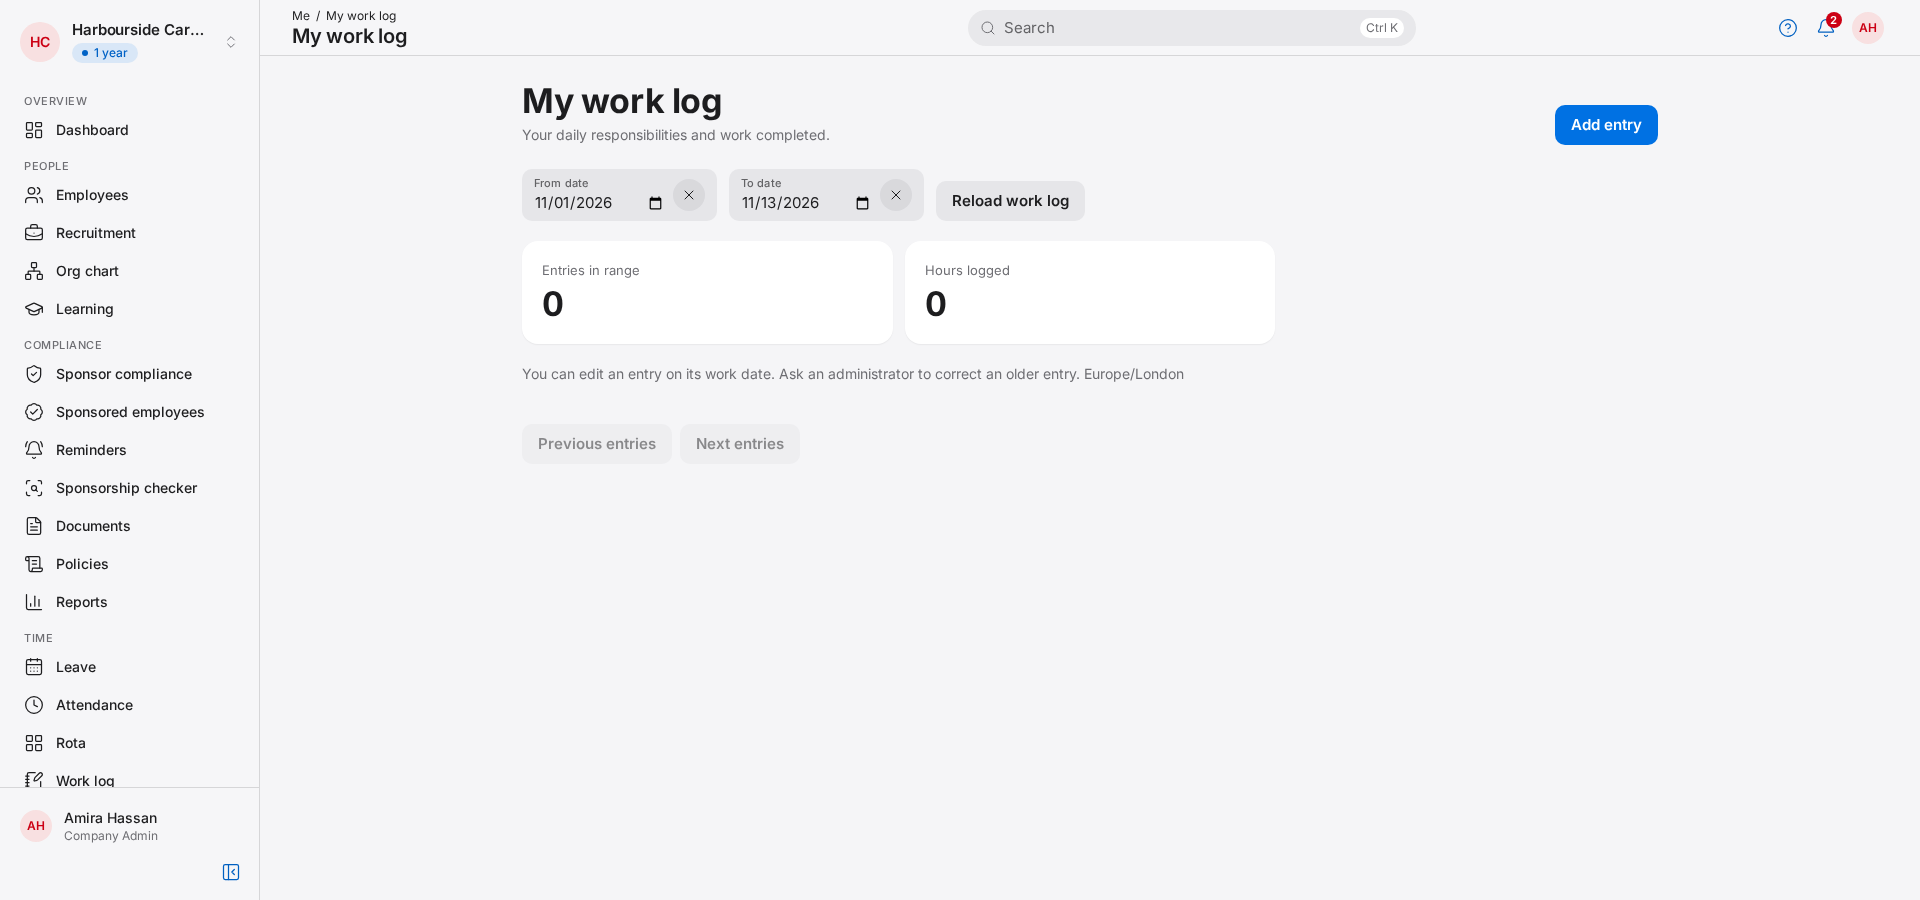 HC
Harbourside Car...
1 year
OVERVIEW
Dashboard
PEOPLE
Employees
Recruitment
Org chart
Learning
COMPLIANCE
Sponsor compliance
Sponsored employees
Reminders
Sponsorship checker
Documents
Policies
Reports
TIME
Leave
Attendance
Rota
Work log
AH
Amira Hassan
Company Admin
Me / My work log
My work log
Search
Ctrl K
2
AH
My work log
Your daily responsibilities and work completed.
Add entry
From date
11/01/2026
To date
11/13/2026
Reload work log
Entries in range
0
Hours logged
0
You can edit an entry on its work date. Ask an administrator to correct an older entry. Europe/London
Previous entries
Next entries